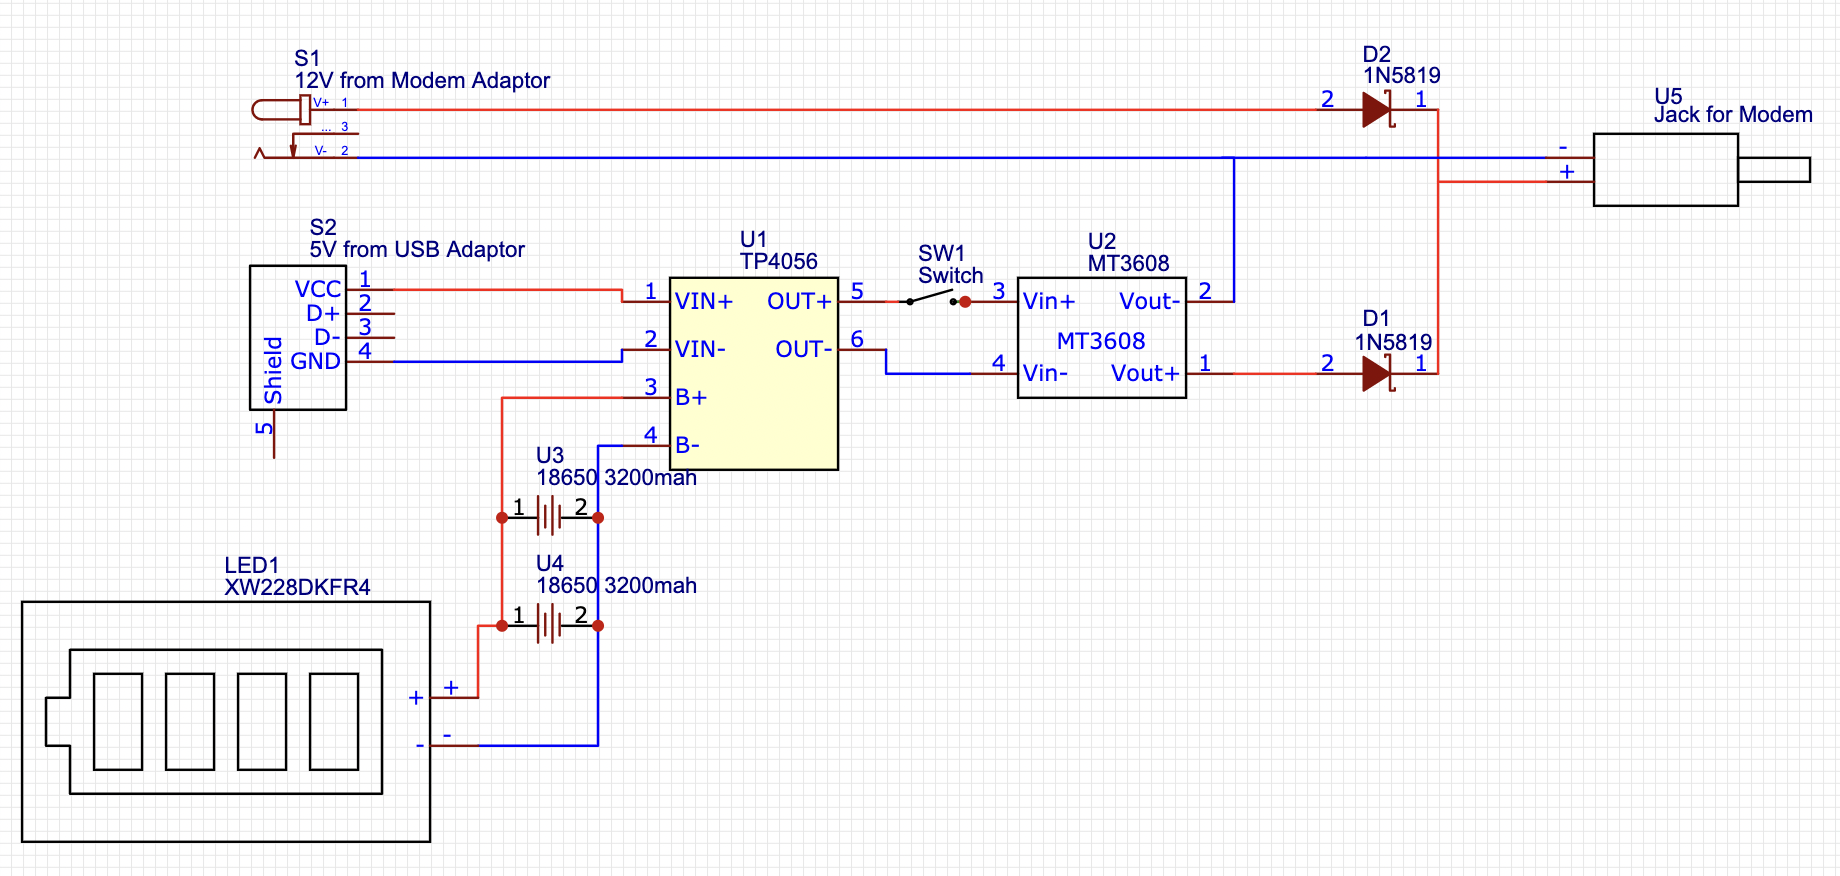 S1
12V from Modem Adaptor
V+ 1
... 3
V- 2
D2
1N5819
2 1
U5
Jack for Modem
-
+
S2
5V from USB Adaptor
VCC 1
D+ 2
D- 3
GND 4
Shield
5
U1
TP4056
1 VIN+ OUT+ 5
2 VIN- OUT- 6
3 B+
4 B-
SW1
Switch
U2
MT3608
3 Vin+ Vout- 2
MT3608
4 Vin- Vout+ 1
D1
1N5819
2 1
U3
18650 3200mah
1 2
U4
18650 3200mah
1 2
LED1
XW228DKFR4
+ +
- -